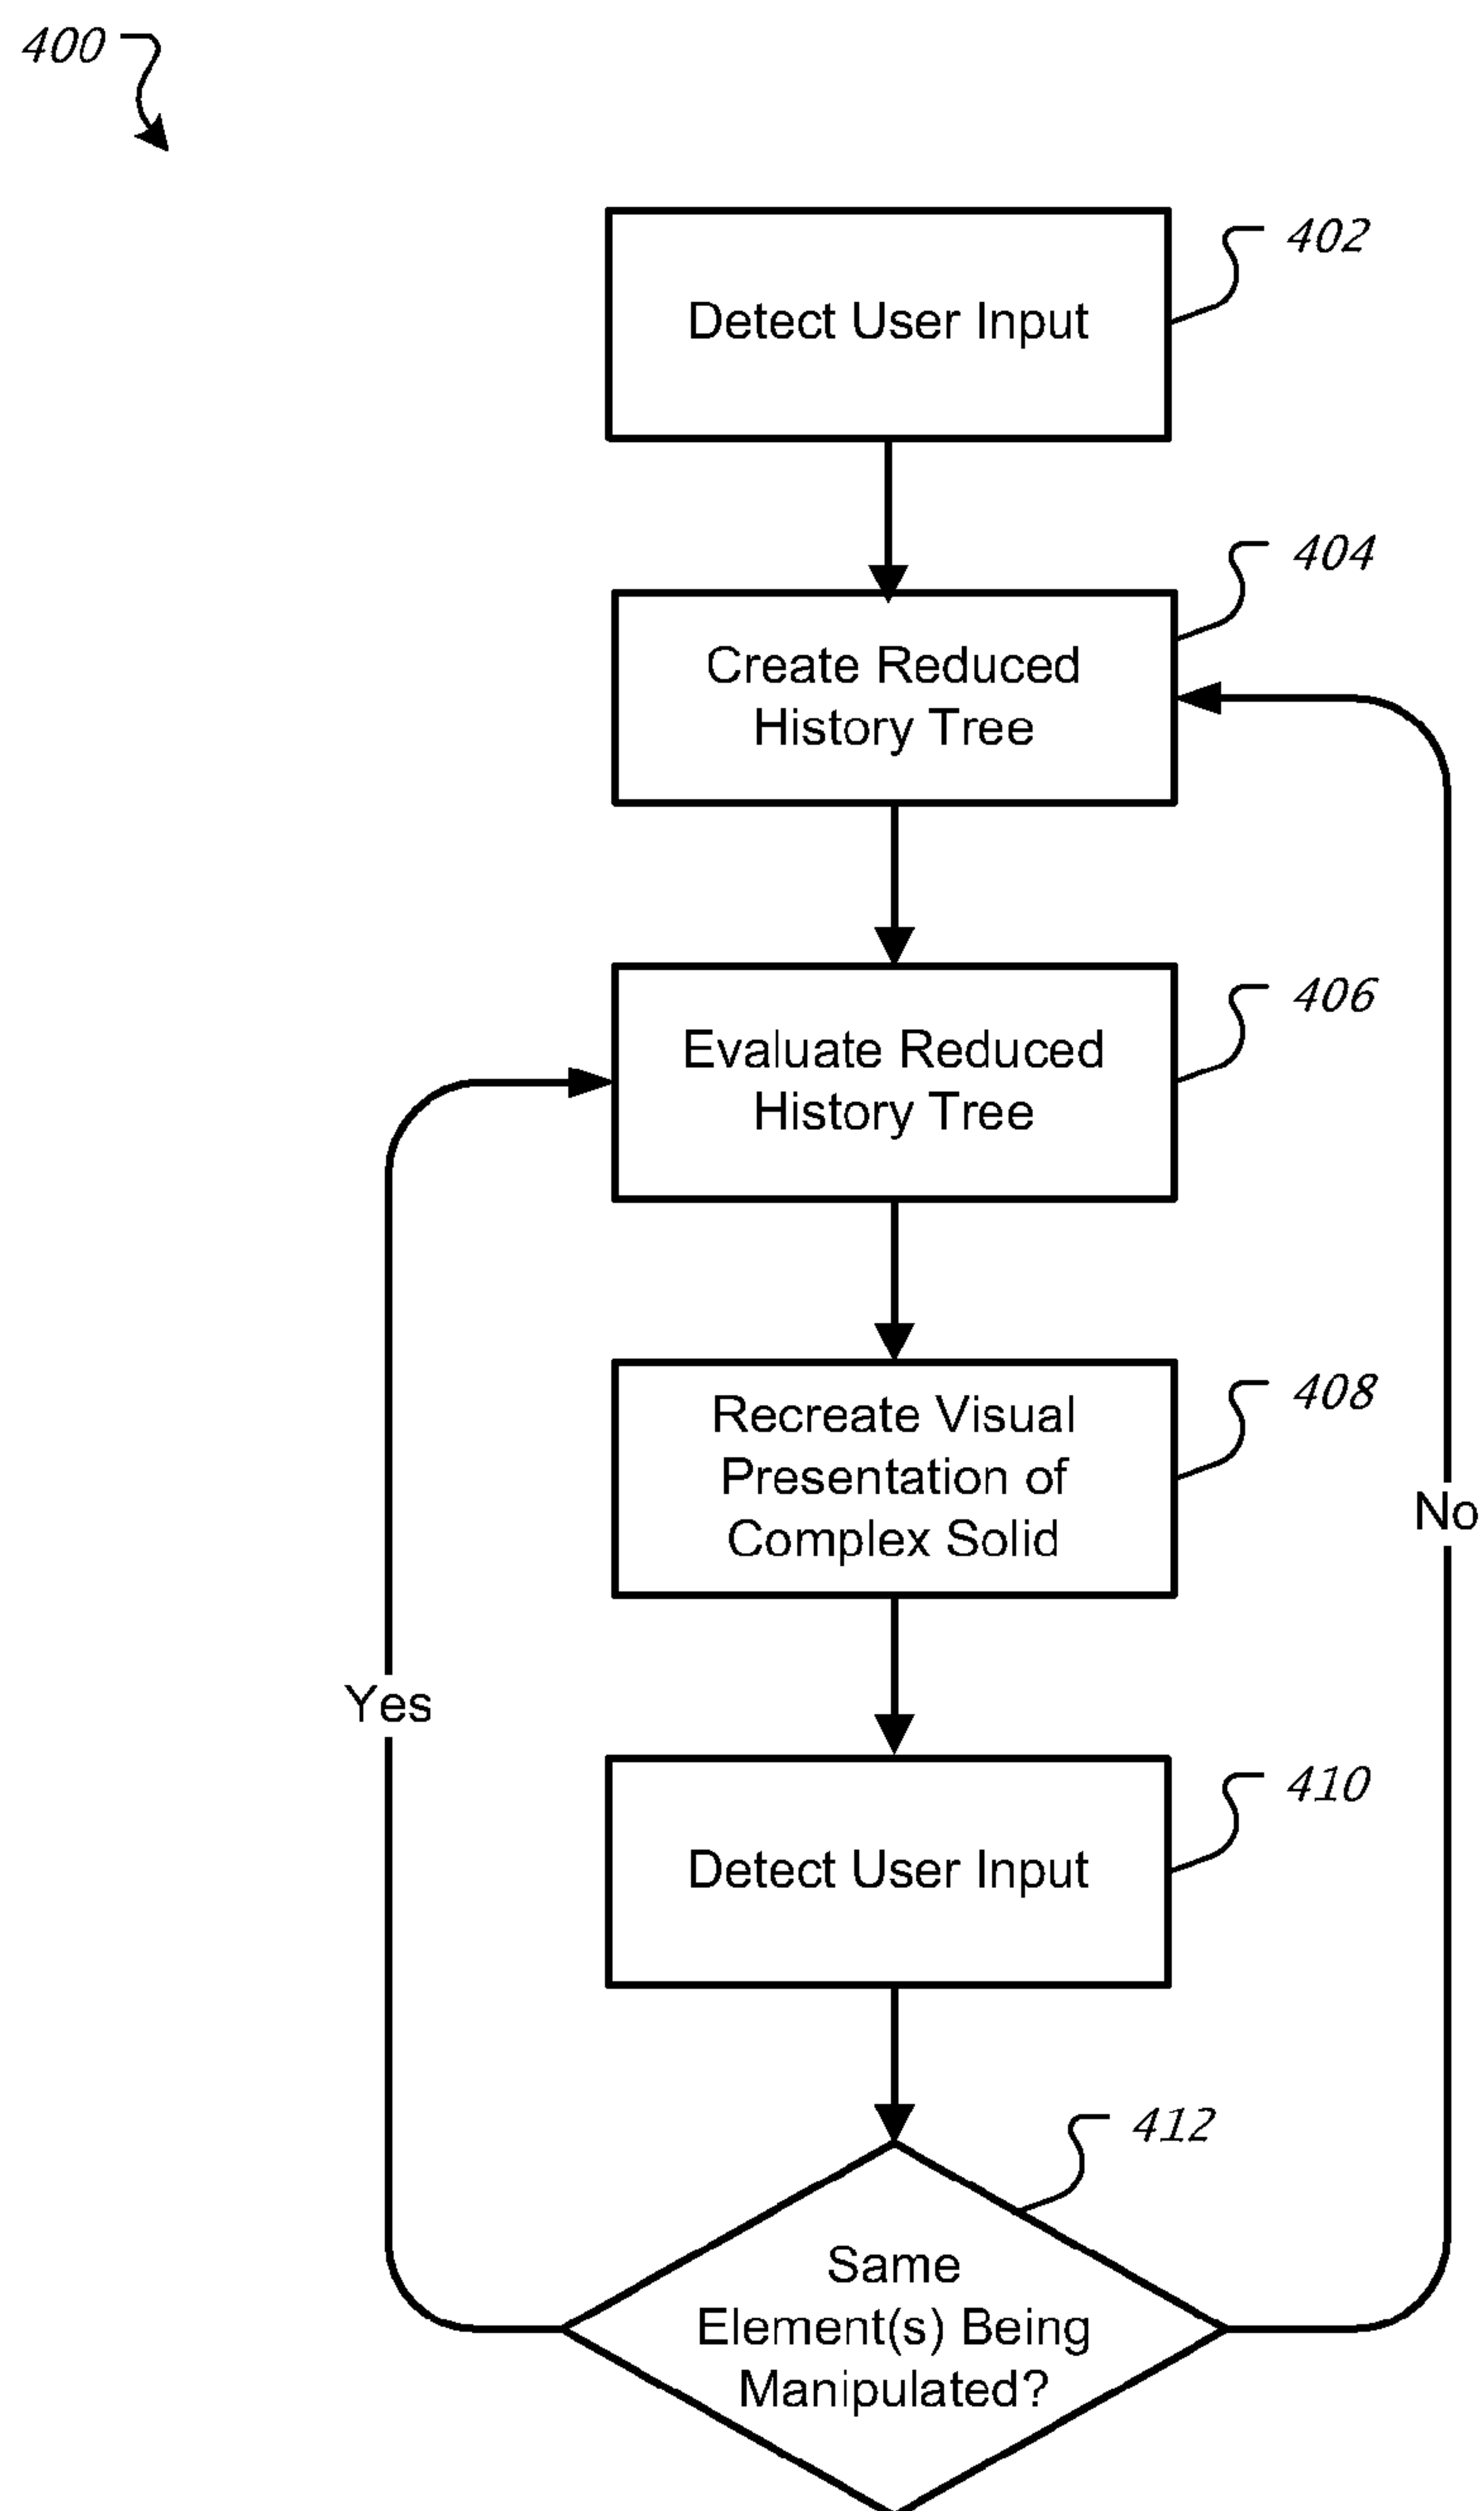 400
402
Detect User Input
404
Create Reduced
History Tree
406
Evaluate Reduced
History Tree
408
Recreate Visual
Presentation of
Complex Solid
No
Yes
410
Detect User Input
412
Same
Element(s) Being
Manipulated?